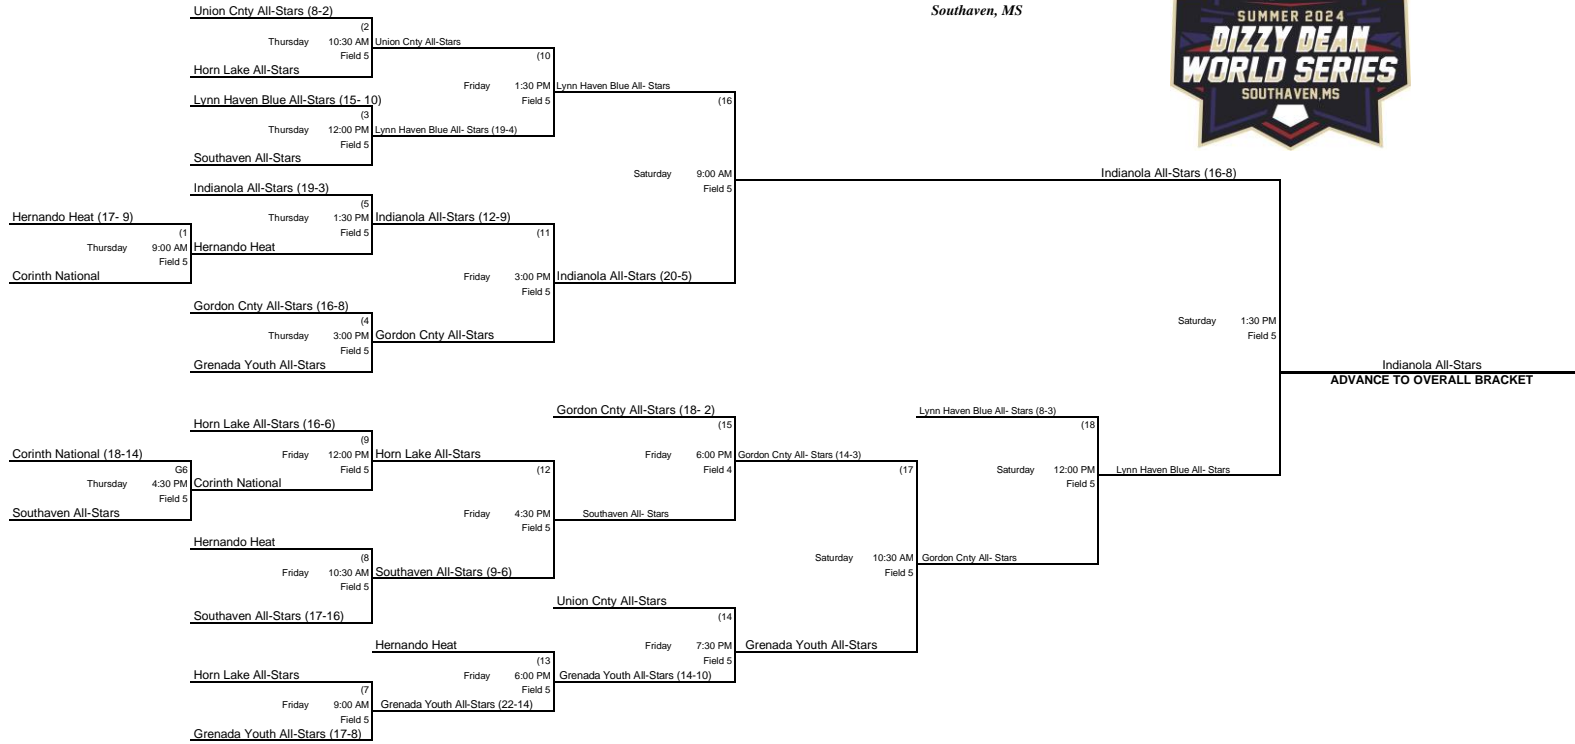 Southaven, MS
SUMMER 2024
DIZZY DEAN
WORLD SERIES
SOUTHAVEN,MS
Union Cnty All-Stars (8-2)
(2
Thursday 10:30 AM Union Cnty All-Stars
Field 5
(10
Horn Lake All-Stars
Friday 1:30 PM Lynn Haven Blue All- Stars
Field 5
(16
Lynn Haven Blue All-Stars (15- 10)
(3
Thursday 12:00 PM Lynn Haven Blue All- Stars (19-4)
Field 5
Southaven All-Stars
Saturday 9:00 AM
Field 5
Indianola All-Stars (16-8)
Indianola All-Stars (19-3)
(5
Hernando Heat (17- 9)
Thursday 1:30 PM Indianola All-Stars (12-9)
(1
Field 5
(11
Thursday 9:00 AM Hernando Heat
Field 5
Corinth National
Friday 3:00 PM Indianola All-Stars (20-5)
Field 5
Gordon Cnty All-Stars (16-8)
(4
Thursday 3:00 PM Gordon Cnty All-Stars
Field 5
Grenada Youth All-Stars
Saturday 1:30 PM
Field 5
Indianola All-Stars
ADVANCE TO OVERALL BRACKET
Gordon Cnty All-Stars (18- 2)
Lynn Haven Blue All- Stars (8-3)
Horn Lake All-Stars (16-6)
(15
(18
(9
Corinth National (18-14)
Friday 12:00 PM Horn Lake All-Stars
Friday 6:00 PM Gordon Cnty All- Stars (14-3)
G6
Field 5
(12
Field 4
(17
Saturday 12:00 PM Lynn Haven Blue All- Stars
Thursday 4:30 PM Corinth National
Field 5
Field 5
Southaven All-Stars
Friday 4:30 PM Southaven All- Stars
Field 5
Hernando Heat
(8
Saturday 10:30 AM Gordon Cnty All- Stars
Friday 10:30 AM Southaven All-Stars (9-6)
Field 5
Field 5
Southaven All-Stars (17-16)
Union Cnty All-Stars
(14
Hernando Heat
Friday 7:30 PM Grenada Youth All-Stars
(13
Field 5
Horn Lake All-Stars
Friday 6:00 PM Grenada Youth All-Stars (14-10)
(7
Field 5
Friday 9:00 AM Grenada Youth All-Stars (22-14)
Field 5
Grenada Youth All-Stars (17-8)